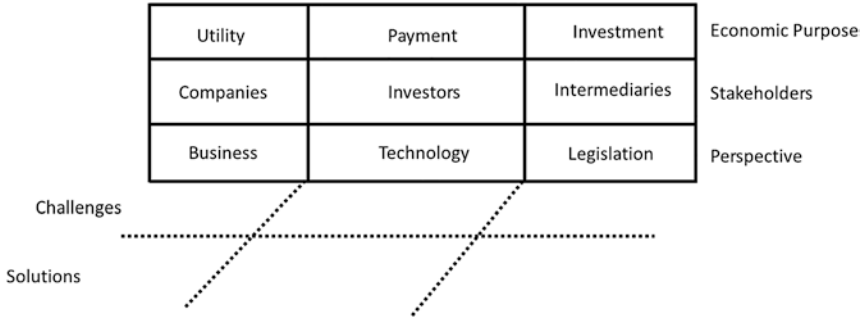 Utility Payment Investment Economic Purpose
Companies Investors Intermediaries Stakeholders
Business Technology Legislation Perspective
Challenges
Solutions